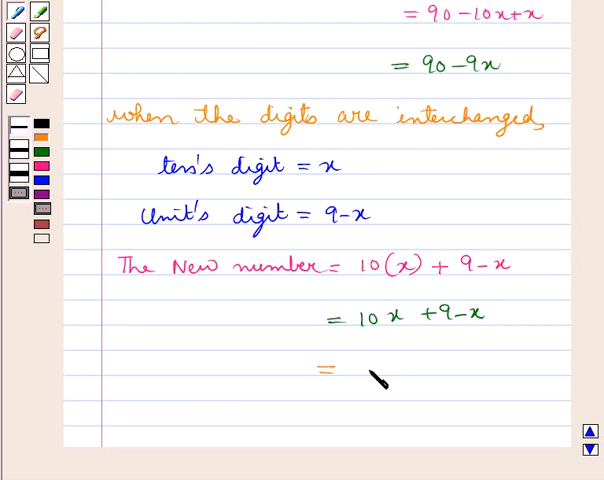 = 90 - 10x + x
= 90 - 9x
when the digits are interchanged,
ten's digit = x
Unit's digit = 9 - x
The New number = 10(x) + 9 - x
= 10x + 9 - x
=